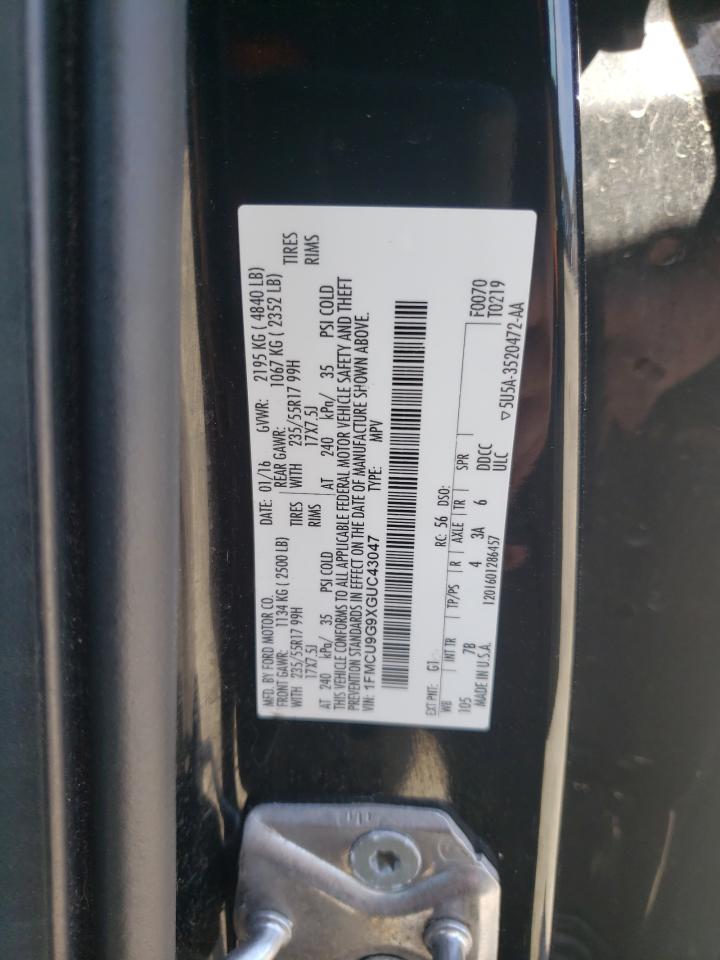 MFD. BY FORD MOTOR CO. DATE: 01/16 GVWR: 2195 KG ( 4840 LB)
FRONT GAWR: 1134 KG ( 2500 LB) REAR GAWR: 1067 KG ( 2352 LB)
WITH 235/55R17 99H TIRES WITH 235/55R17 99H TIRES
17X7.5J RIMS 17X7.5J RIMS
AT 240 kPa/ 35 PSI COLD AT 240 kPa/ 35 PSI COLD
THIS VEHICLE CONFORMS TO ALL APPLICABLE FEDERAL MOTOR VEHICLE SAFETY AND THEFT
PREVENTION STANDARDS IN EFFECT ON THE DATE OF MANUFACTURE SHOWN ABOVE.
VIN: 1FMCU9G9XGUC43047 TYPE: MPV
EXT PNT: G1 RC: 56 DSO: F0070
WB INT TR TP/PS R AXLE TR SPR T0219
105 7B 4 3A 6 DDCC
MADE IN U.S.A. 1201601286457 ULC ▽5U5A-3520472-AA